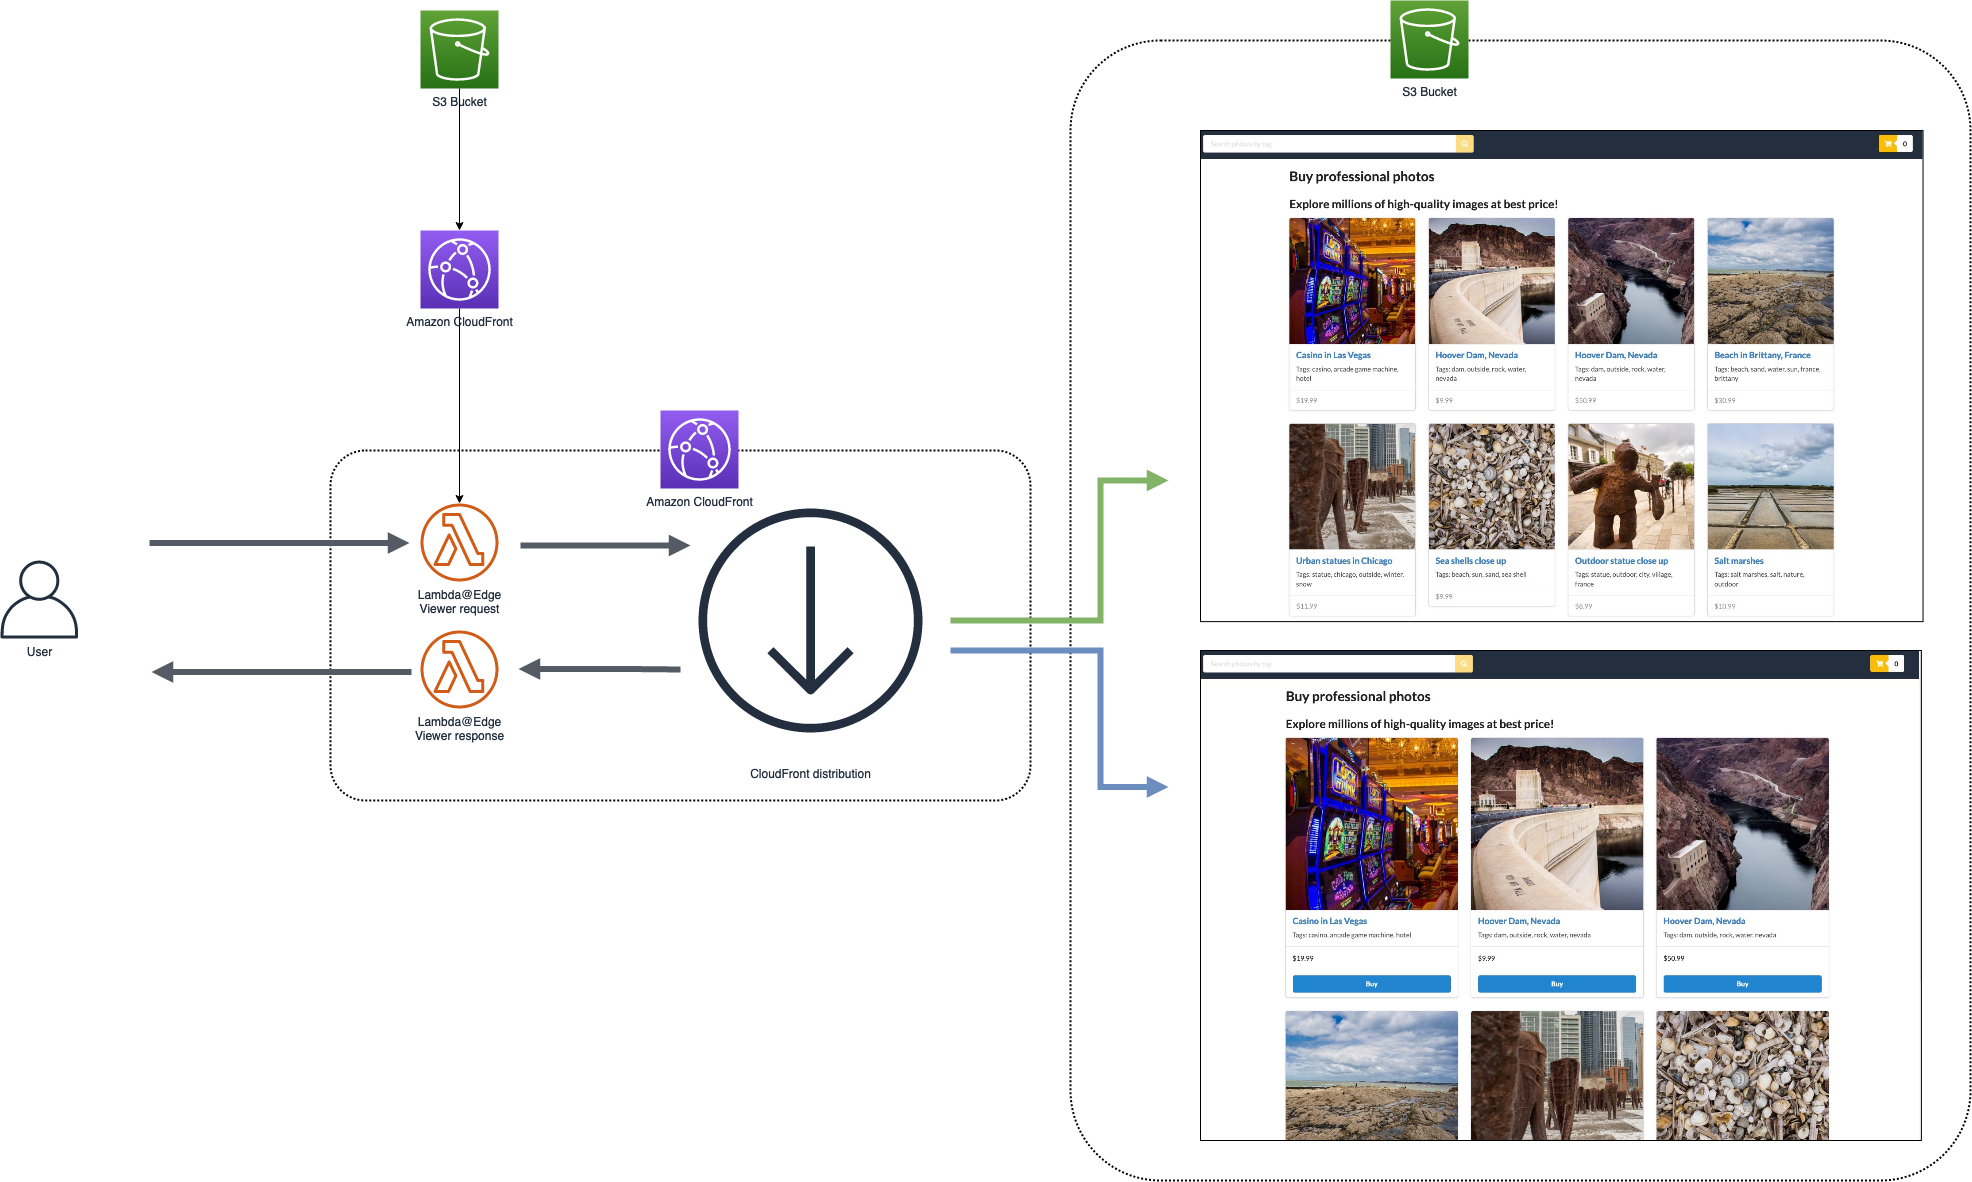 S3 Bucket
Amazon CloudFront
Amazon CloudFront
User
Lambda@Edge
Viewer request
Lambda@Edge
Viewer response
CloudFront distribution
S3 Bucket
Search photos by tag
0
Buy professional photos
Explore millions of high-quality images at best price!
Casino in Las Vegas
Tags: casino, arcade game machine,
hotel
$19.99
Hoover Dam, Nevada
Tags: dam, outside, rock, water,
nevada
$9.99
Hoover Dam, Nevada
Tags: dam, outside, rock, water,
nevada
$50.99
Beach in Brittany, France
Tags: beach, sand, water, sun, france,
brittany
$30.99
Urban statues in Chicago
Tags: statue, chicago, outside, winter,
snow
$11.99
Sea shells close up
Tags: beach, sun, sand, sea shell
$9.99
Outdoor statue close up
Tags: statue, outdoor, city, village,
france
$8.99
Salt marshes
Tags: salt marshes, salt, nature,
outdoor
$10.99
Search photos by tag
0
Buy professional photos
Explore millions of high-quality images at best price!
Casino in Las Vegas
Tags: casino, arcade game machine, hotel
$19.99
Buy
Hoover Dam, Nevada
Tags: dam, outside, rock, water, nevada
$9.99
Buy
Hoover Dam, Nevada
Tags: dam, outside, rock, water, nevada
$50.99
Buy